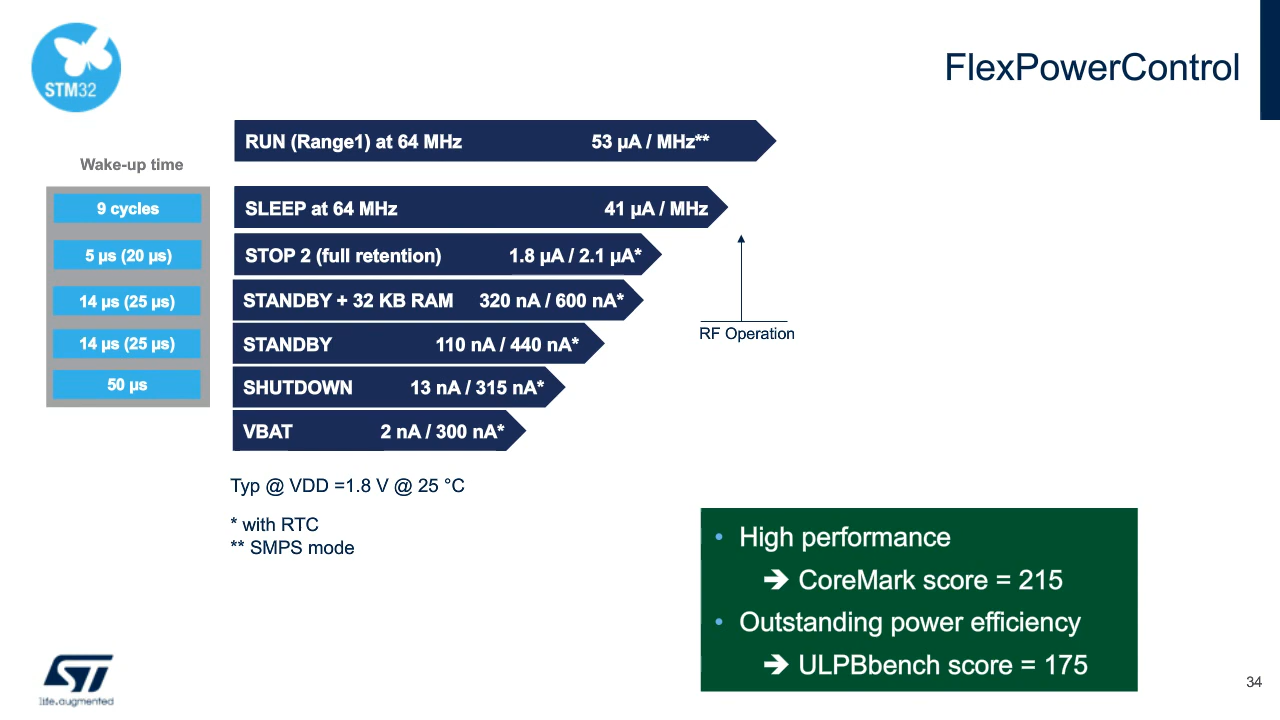 STM32
FlexPowerControl
RUN (Range1) at 64 MHz 53 µA / MHz**
Wake-up time
9 cycles SLEEP at 64 MHz 41 µA / MHz
5 µs (20 µs) STOP 2 (full retention) 1.8 µA / 2.1 µA*
14 µs (25 µs) STANDBY + 32 KB RAM 320 nA / 600 nA*
RF Operation
14 µs (25 µs) STANDBY 110 nA / 440 nA*
50 µs SHUTDOWN 13 nA / 315 nA*
VBAT 2 nA / 300 nA*
Typ @ VDD =1.8 V @ 25 °C
* with RTC
** SMPS mode
• High performance
➔ CoreMark score = 215
• Outstanding power efficiency
➔ ULPBbench score = 175
ST
life.augmented
34